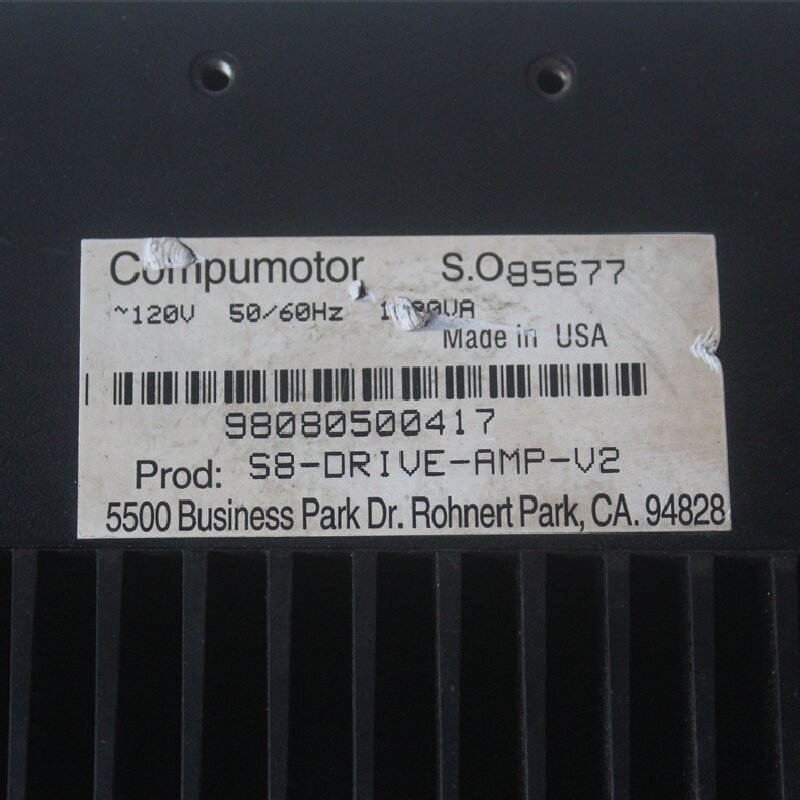 Compumotor S.O 85677
~120V 50/60Hz
Made in USA
98080500417
Prod: S8-DRIVE-AMP-V2
5500 Business Park Dr. Rohnert Park, CA. 94828